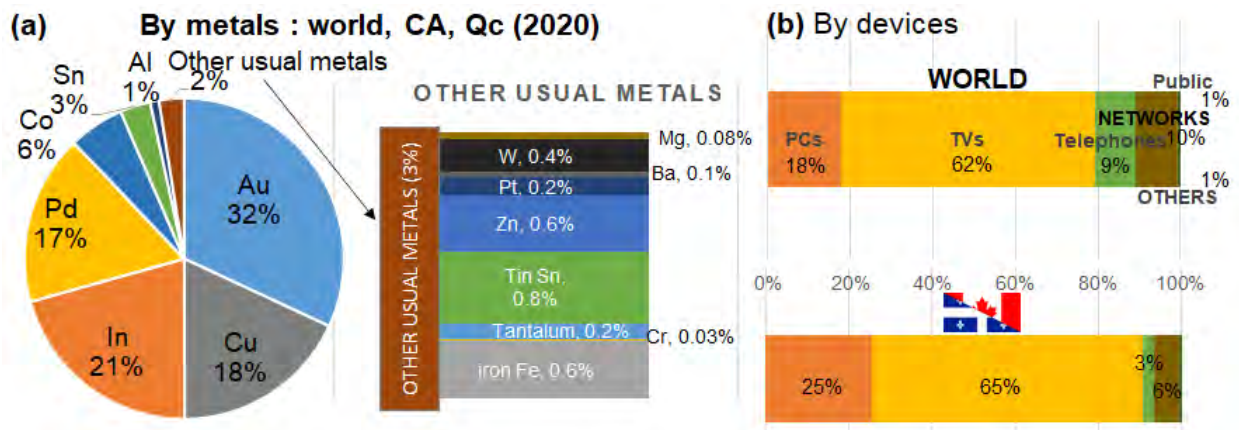 (a) By metals : world, CA, Qc (2020)
Other usual metals
2%
Al
1%
Sn
3%
Co
6%
Pd
17%
In
21%
Cu
18%
Au
32%
OTHER USUAL METALS
OTHER USUAL METALS (3%)
Mg, 0.08%
W, 0.4%
Ba, 0.1%
Pt, 0.2%
Zn, 0.6%
Tin Sn.
0.8%
Tantalum, 0.2%
Cr, 0.03%
iron Fe, 0.6%
(b) By devices
WORLD
Public
1%
NETWORKS
10%
PCs
18%
TVs
62%
Telephones
9%
1%
OTHERS
0% 20% 40% 60% 80% 100%
25%
65%
3%
6%